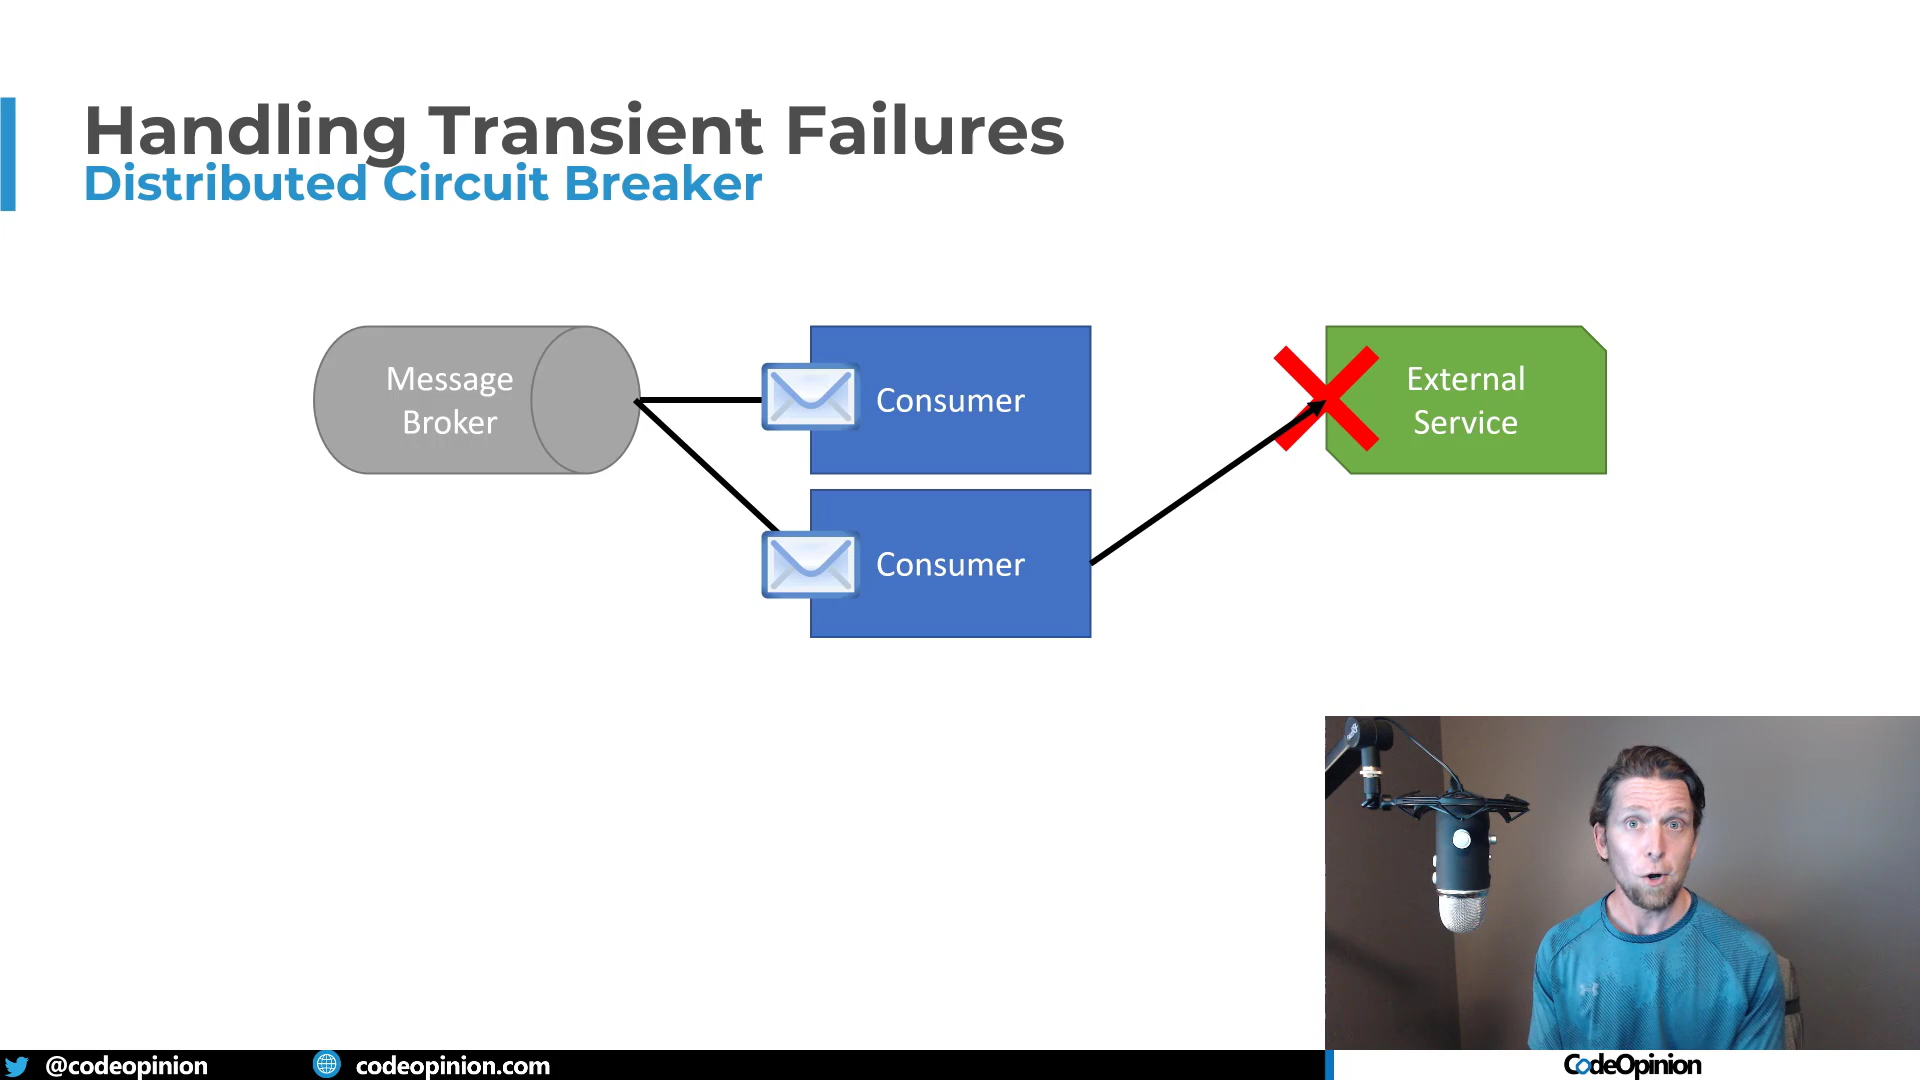 Handling Transient Failures
Distributed Circuit Breaker
Message
Broker
Consumer
Consumer
External
Service
@codeopinion
codeopinion.com
CodeOpinion